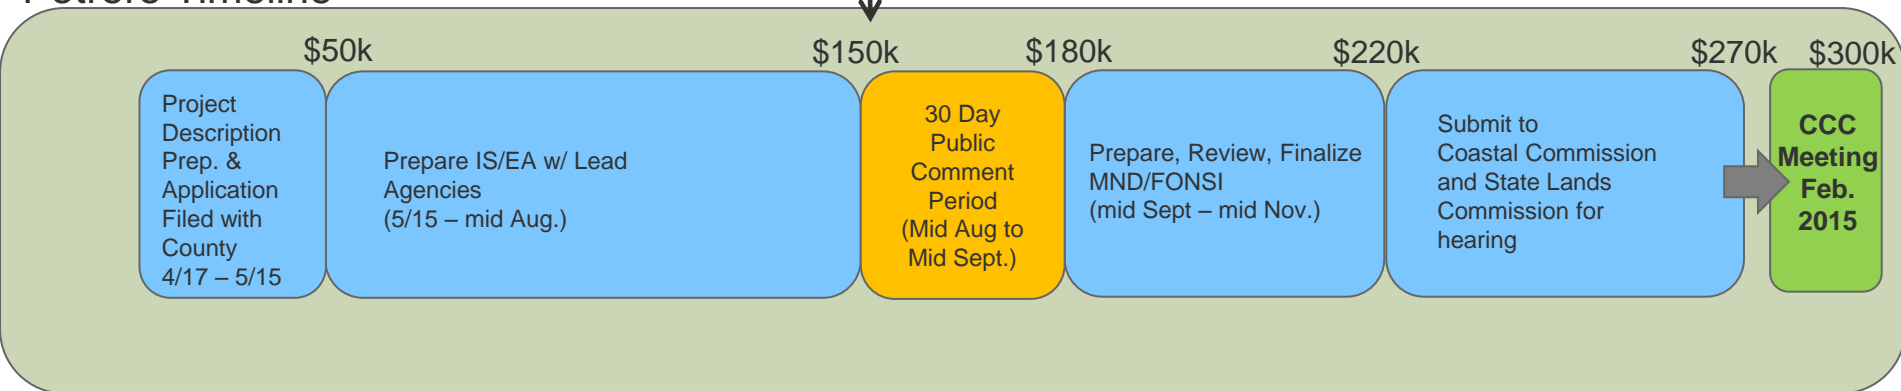 $50k
$150k
$180k
$220k
$270k
$300k
Project
Description
Prep. &
Application
Filed with
County
4/17 – 5/15
Prepare IS/EA w/ Lead
Agencies
(5/15 – mid Aug.)
30 Day
Public
Comment
Period
(Mid Aug to
Mid Sept.)
Prepare, Review, Finalize
MND/FONSI
(mid Sept – mid Nov.)
Submit to
Coastal Commission
and State Lands
Commission for
hearing
CCC
Meeting
Feb.
2015